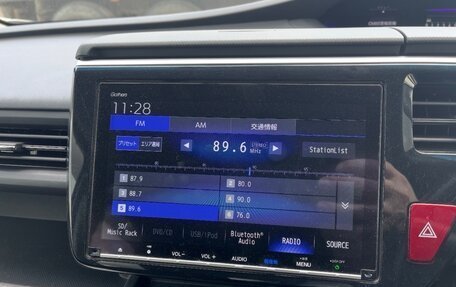 Gathers
11:28
FM AM 交通情報
プリセット エリア選局 89.6 MHz StationList
1 87.9 2 80.0
3 88.7 4 90.0
5 89.6 6 76.0
SD/ Music Rack DVD/CD USB/iPod Bluetooth® Audio RADIO SOURCE
VOL− VOL+ AUDIO MENU